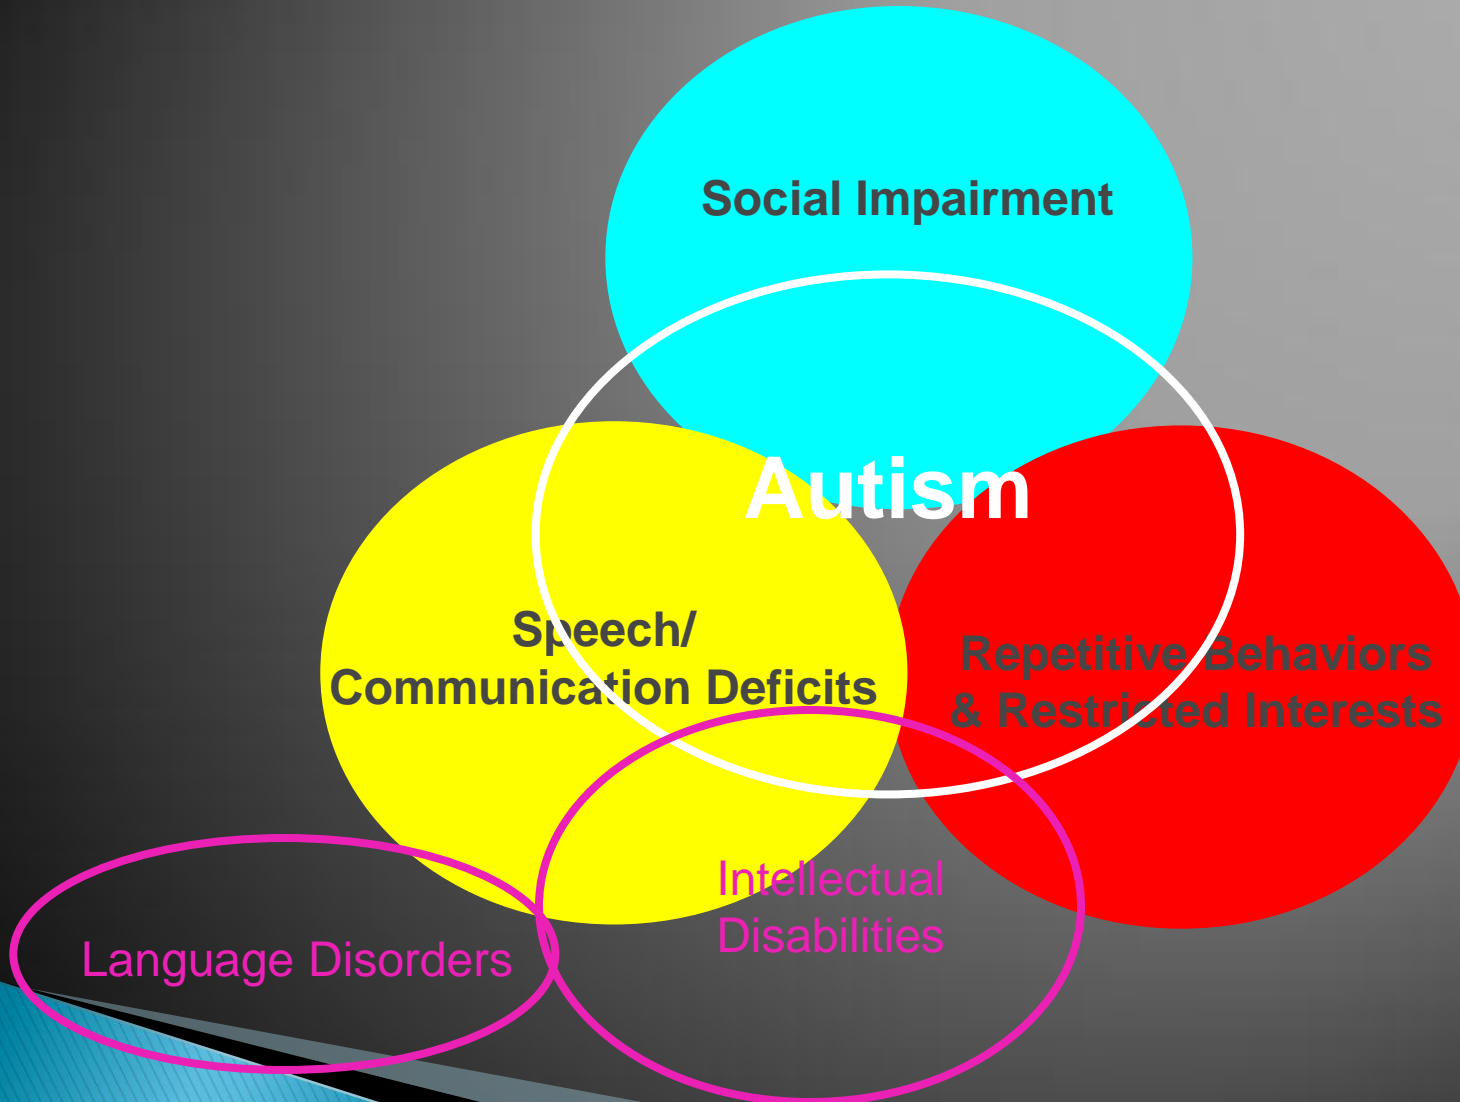 Social Impairment
Autism
Speech/
Communication Deficits
Repetitive Behaviors
& Restricted Interests
Intellectual
Disabilities
Language Disorders